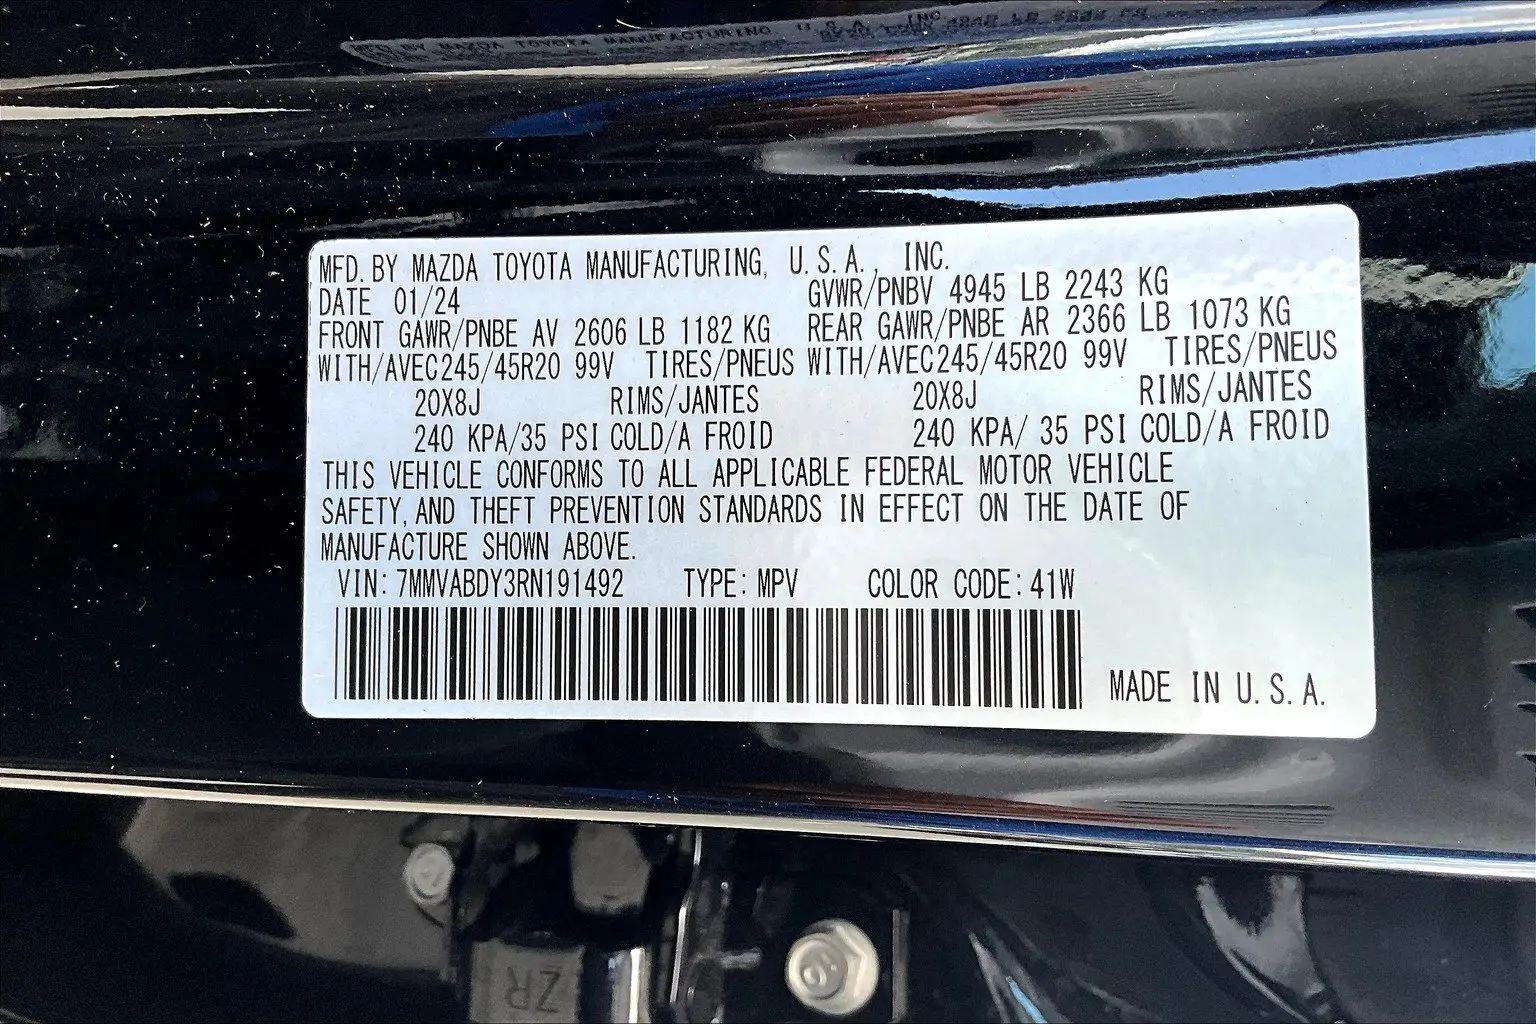 MFD. BY MAZDA TOYOTA MANUFACTURING, U.S.A., INC.
DATE 01/24 GVWR/PNBV 4945 LB 2243 KG
FRONT GAWR/PNBE AV 2606 LB 1182 KG REAR GAWR/PNBE AR 2366 LB 1073 KG
WITH/AVEC245/45R20 99V TIRES/PNEUS WITH/AVEC245/45R20 99V TIRES/PNEUS
20X8J RIMS/JANTES 20X8J RIMS/JANTES
240 KPA/35 PSI COLD/A FROID 240 KPA/ 35 PSI COLD/A FROID
THIS VEHICLE CONFORMS TO ALL APPLICABLE FEDERAL MOTOR VEHICLE
SAFETY, AND THEFT PREVENTION STANDARDS IN EFFECT ON THE DATE OF
MANUFACTURE SHOWN ABOVE.
VIN: 7MMVABDY3RN191492 TYPE: MPV COLOR CODE: 41W
MADE IN U.S.A.
ZR